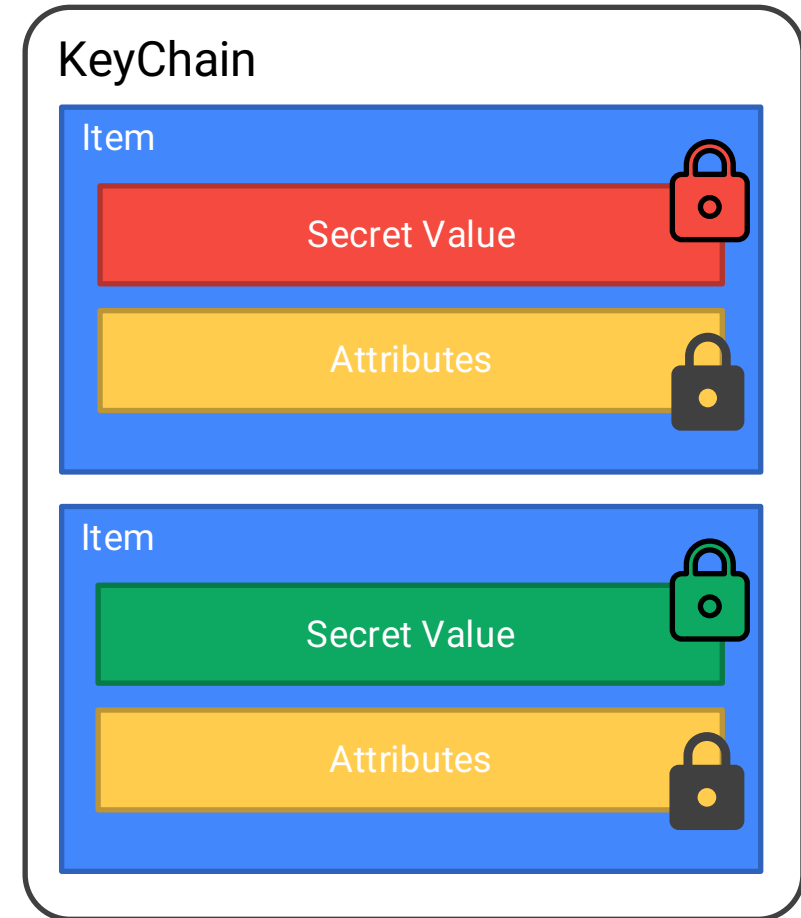 KeyChain
Item
Secret Value
Attributes
Item
Secret Value
Attributes